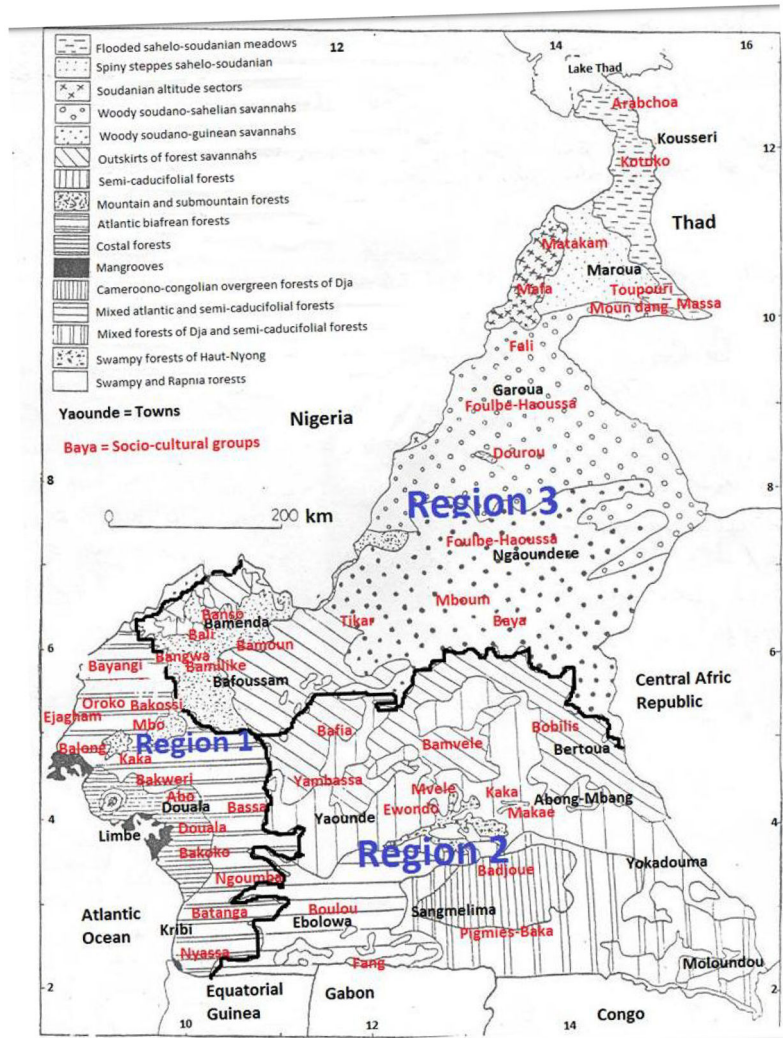 12
14
16
Flooded sahelo-soudanian meadows
Spiny steppes sahelo-soudanian
Soudanian altitude sectors
Woody soudano-sahelian savannahs
Woody soudano-guinean savannahs
Outskirts of forest savannahs
Semi-caducifolial forests
Mountain and submountain forests
Atlantic biafrean forests
Costal forests
Mangrooves
Cameroono-congolian overgreen forests of Dja
Mixed atlantic and semi-caducifolial forests
Mixed forests of Dja and semi-caducifolial forests
Swampy forests of Haut-Nyong
Swampy and Rapnia forests
Yaounde = Towns
Baya = Socio-cultural groups
0 200 km
Lake Thad
Arabchoa
Kousseri
12
Kotoko
Thad
Matakam
Maroua
Mafa
Toupouri
Massa
Moun dang
10
Fali
Garoua
Nigeria
Foulbe-Haoussa
Dourou
8
8
Region 3
Foulbe-Haoussa
Ngaoundere
Mboum
Tikar
Baya
Banso
Bamenda
Bali
Bamoun
6
6
Bayangi
Bangwa
Bamilike
Bafoussam
Central Afric
Republic
Oroko
Bakossi
Ejagham
Mbo
Bafia
Bobilis
Region 1
Bamvele
Balong
Bertoua
Kaka
Bakweri
Yambassa
Mvele
Kaka
Abo
Abong-Mbang
Douala
Bassa
Ewondo
Makae
Yaounde
4
4
Limbe
Douala
Bakoko
Region 2
Yokadouma
Ngoumba
Badjoue
Atlantic
Ocean
Batanga
Boulou
Sangmelima
Kribi
Ebolowa
Pigmies-Baka
Nyassa
Fang
Moloundou
2
2
Equatorial
Guinea
Gabon
Congo
10
12
14